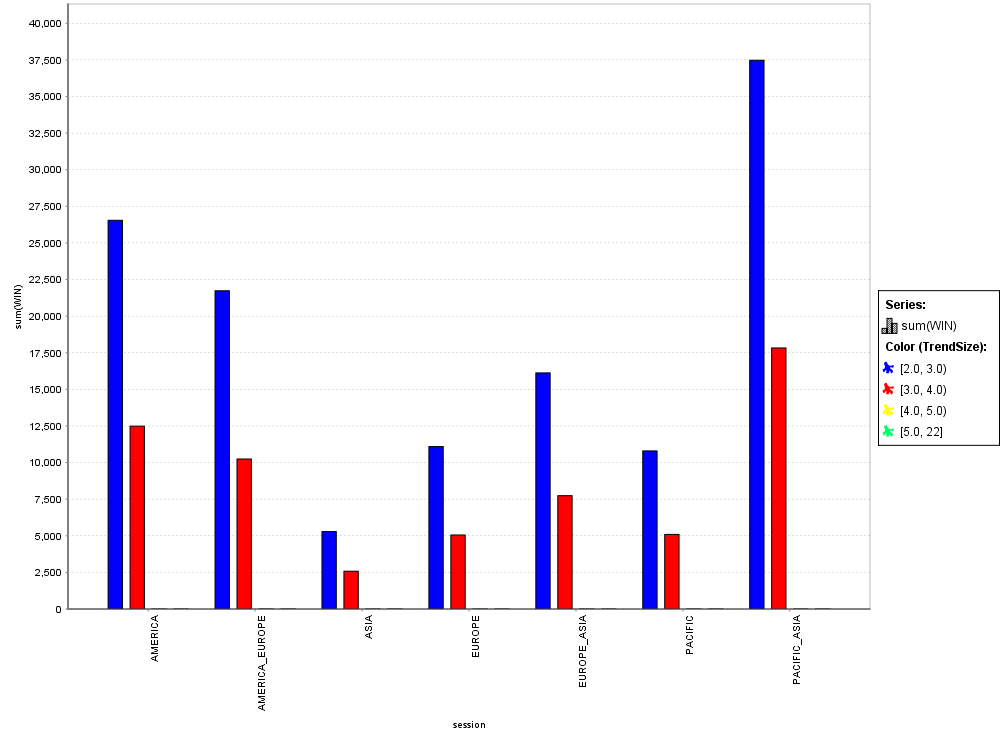 40,000
37,500
35,000
32,500
30,000
27,500
25,000
22,500
20,000
17,500
15,000
12,500
10,000
7,500
5,000
2,500
0
sum(WIN)
AMERICA
AMERICA_EUROPE
ASIA
EUROPE
EUROPE_ASIA
PACIFIC
PACIFIC_ASIA
session
Series:
sum(WIN)
Color (TrendSize):
[2.0, 3.0)
[3.0, 4.0)
[4.0, 5.0)
[5.0, 22]